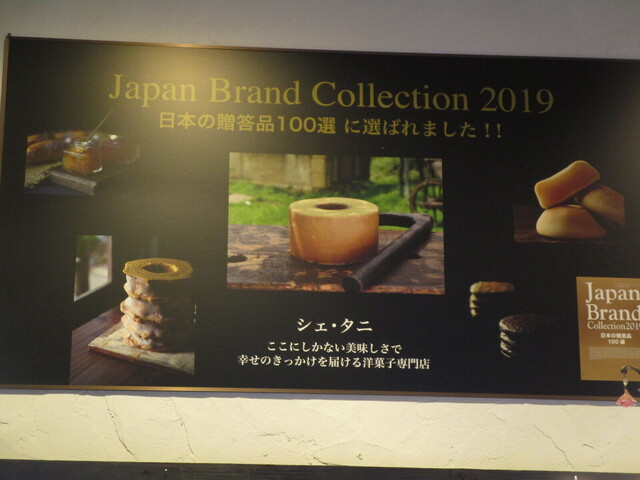 Japan Brand Collection 2019
日本の贈答品100選 に選ばれました!!
シェ・タニ
ここにしかない美味しさで
幸せのきっかけを届ける洋菓子専門店
Japan
Brand
Collection2019
日本の贈答品
100選